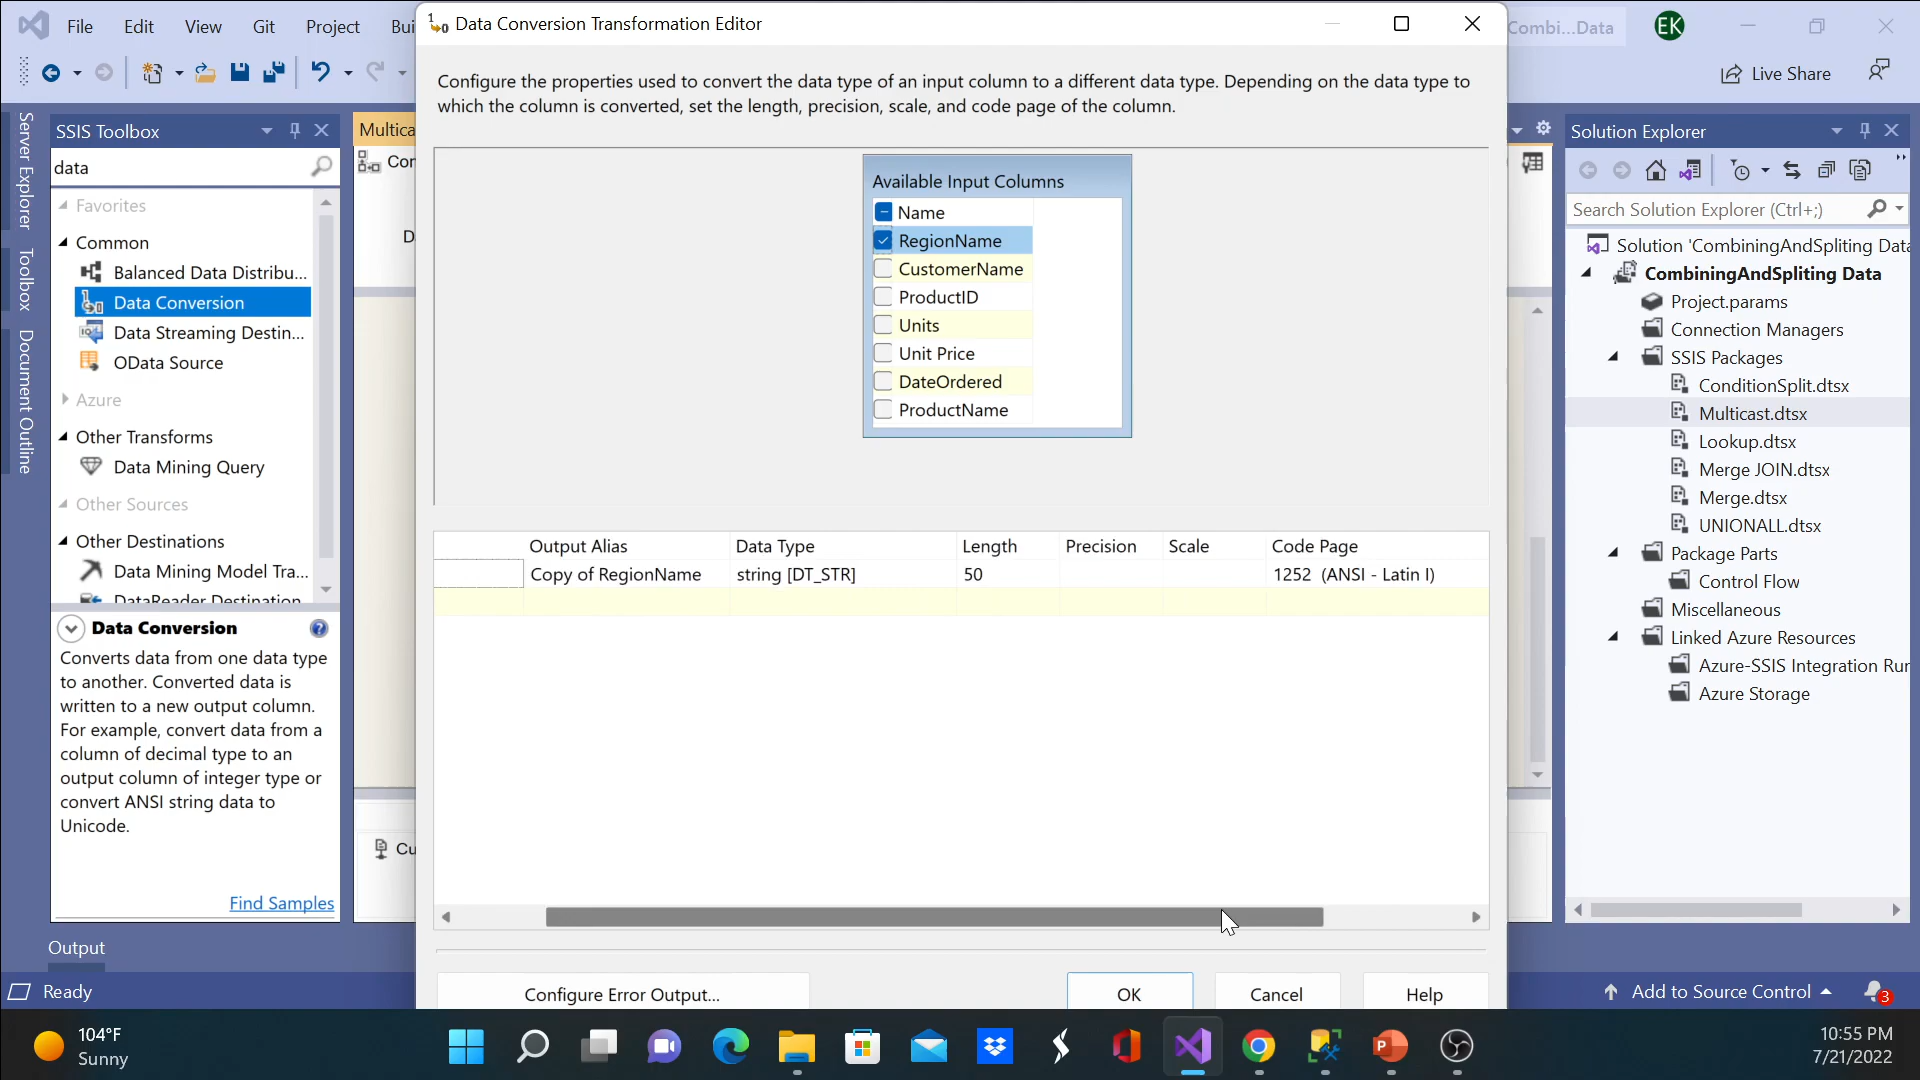 File Edit View Git Project Bui
Data Conversion Transformation Editor
Combi...Data
EK
Live Share
Configure the properties used to convert the data type of an input column to a different data type. Depending on the data type to
which the column is converted, set the length, precision, scale, and code page of the column.
Server Explorer
Toolbox
Document Outline
SSIS Toolbox
data
Favorites
Common
Balanced Data Distribu...
Data Conversion
Data Streaming Destin...
OData Source
Azure
Other Transforms
Data Mining Query
Other Sources
Other Destinations
Data Mining Model Tra...
DataReader Destination
Data Conversion
Converts data from one data type
to another. Converted data is
written to a new output column.
For example, convert data from a
column of decimal type to an
output column of integer type or
convert ANSI string data to
Unicode.
Find Samples
Multica
Cor
D
Cu
Available Input Columns
Name
RegionName
CustomerName
ProductID
Units
Unit Price
DateOrdered
ProductName
Output Alias Data Type Length Precision Scale Code Page
Copy of RegionName string [DT_STR] 50 1252 (ANSI - Latin I)
Configure Error Output... OK Cancel Help
Solution Explorer
Search Solution Explorer (Ctrl+;)
Solution 'CombiningAndSpliting Data
CombiningAndSpliting Data
Project.params
Connection Managers
SSIS Packages
ConditionSplit.dtsx
Multicast.dtsx
Lookup.dtsx
Merge JOIN.dtsx
Merge.dtsx
UNIONALL.dtsx
Package Parts
Control Flow
Miscellaneous
Linked Azure Resources
Azure-SSIS Integration Run
Azure Storage
Output
Ready
Add to Source Control
3
104°F
Sunny
10:55 PM
7/21/2022